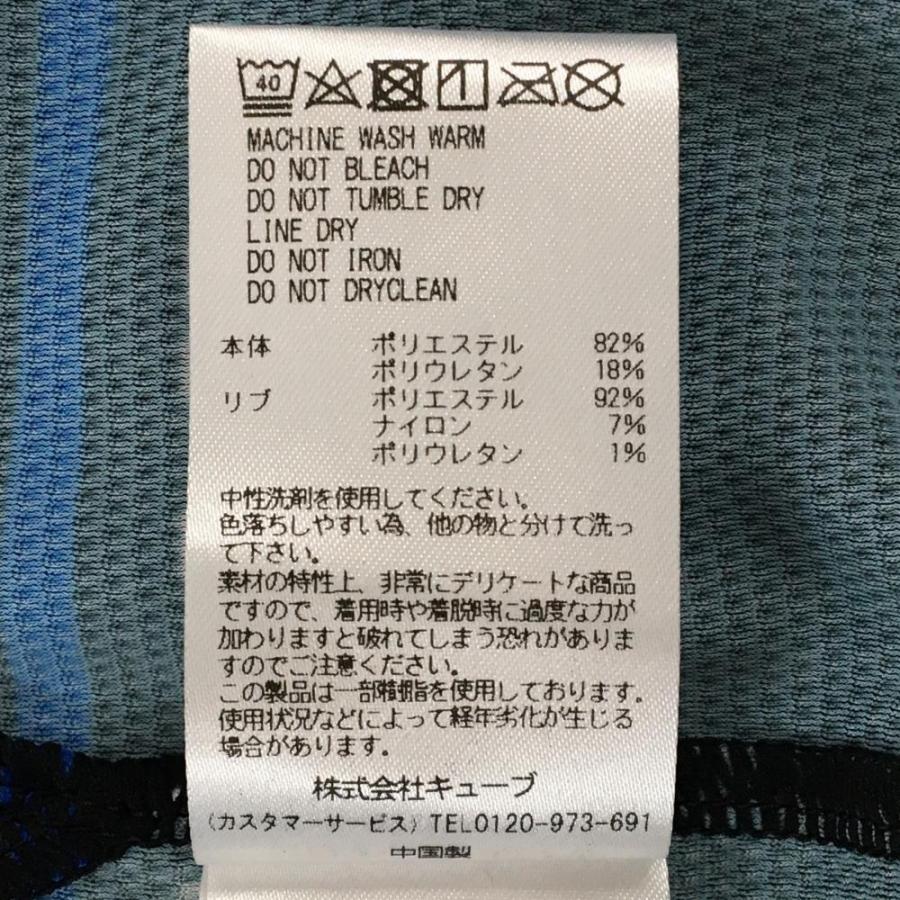 40
MACHINE WASH WARM
DO NOT BLEACH
DO NOT TUMBLE DRY
LINE DRY
DO NOT IRON
DO NOT DRYCLEAN
本体 ポリエステル 82%
ポリウレタン 18%
リブ ポリエステル 92%
ナイロン 7%
ポリウレタン 1%
中性洗剤を使用してください。
色落ちしやすい為、他の物と分けて洗っ
て下さい。
素材の特性上、非常にデリケートな商品
ですので、着用時や着脱時に過度な力が
加わりますと破れてしまう恐れがありま
すのでご注意ください。
この製品は一部樹脂を使用しております。
使用状況などによって経年劣化が生じる
場合があります。
株式会社キューブ
(カスタマーサービス) TEL0120-973-691
中国製